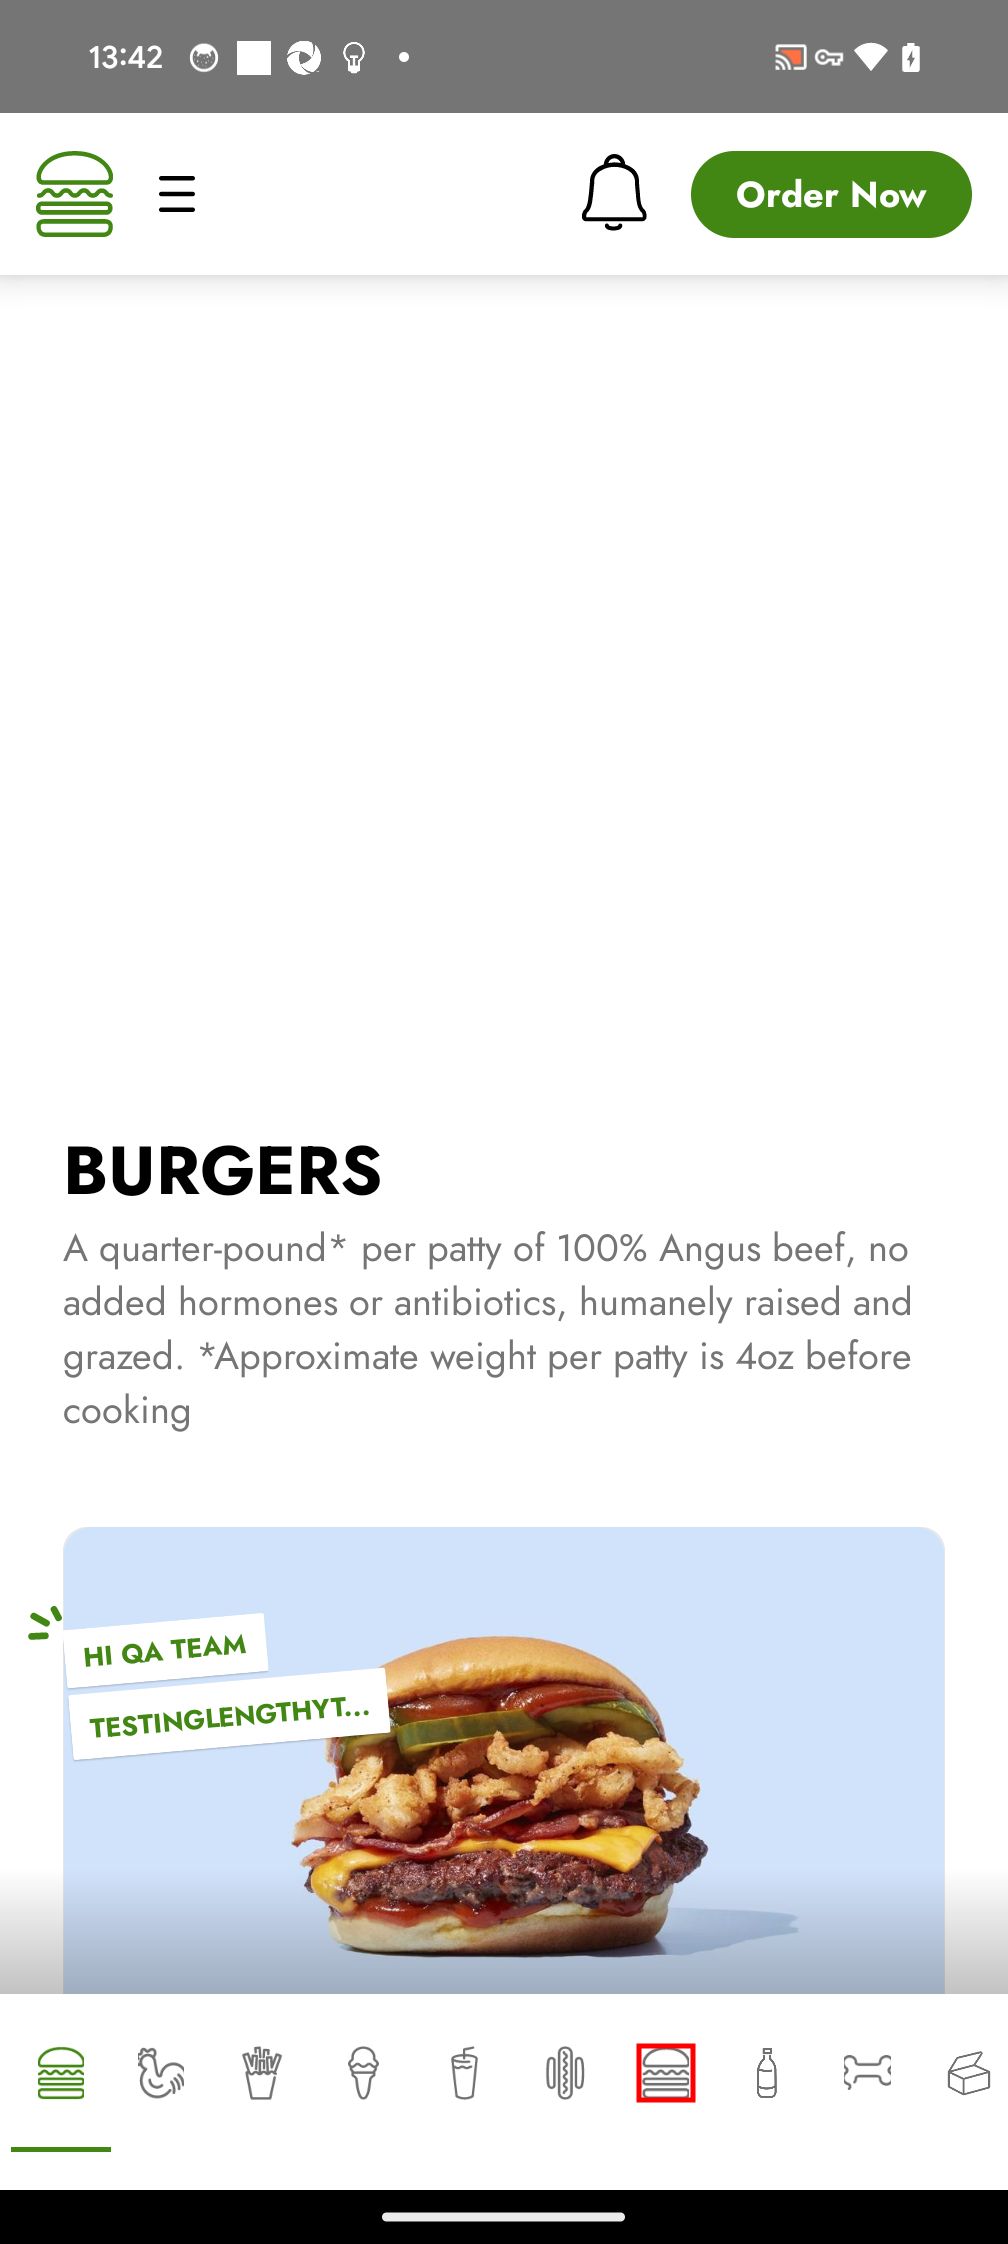 13:42
Order Now
BURGERS
A quarter-pound* per patty of 100% Angus beef, no
added hormones or antibiotics, humanely raised and
grazed. *Approximate weight per patty is 4oz before
cooking
HI QA TEAM
TESTINGLENGTHYT...